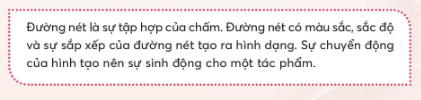 Đường nét là sự tập hợp của chấm. Đường nét có màu sắc, sắc độ
và sự sắp xếp của đường nét tạo ra hình dạng. Sự chuyển động
của hình tạo nên sự sinh động cho một tác phẩm.